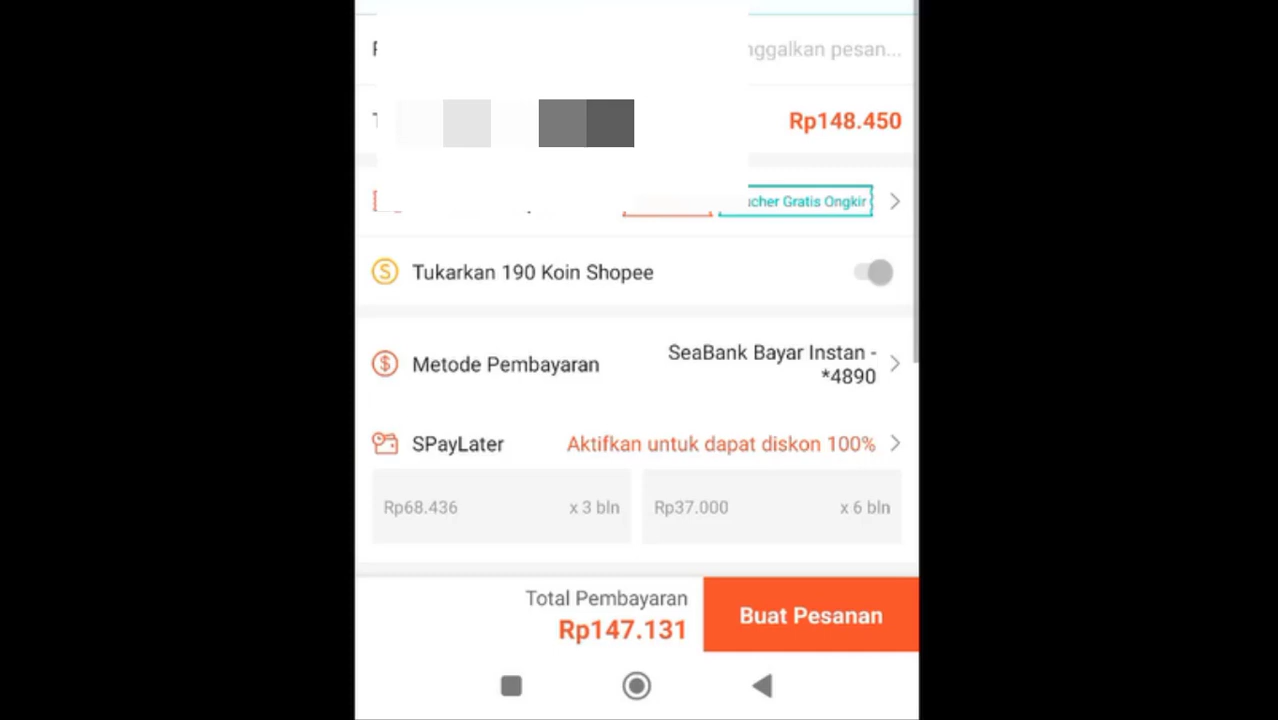 nggalkan pesan...
Rp148.450
cher Gratis Ongkir
Tukarkan 190 Koin Shopee
Metode Pembayaran
SeaBank Bayar Instan -
*4890
SPayLater Aktifkan untuk dapat diskon 100%
Rp68.436 x 3 bln Rp37.000 x 6 bln
Total Pembayaran
Rp147.131
Buat Pesanan